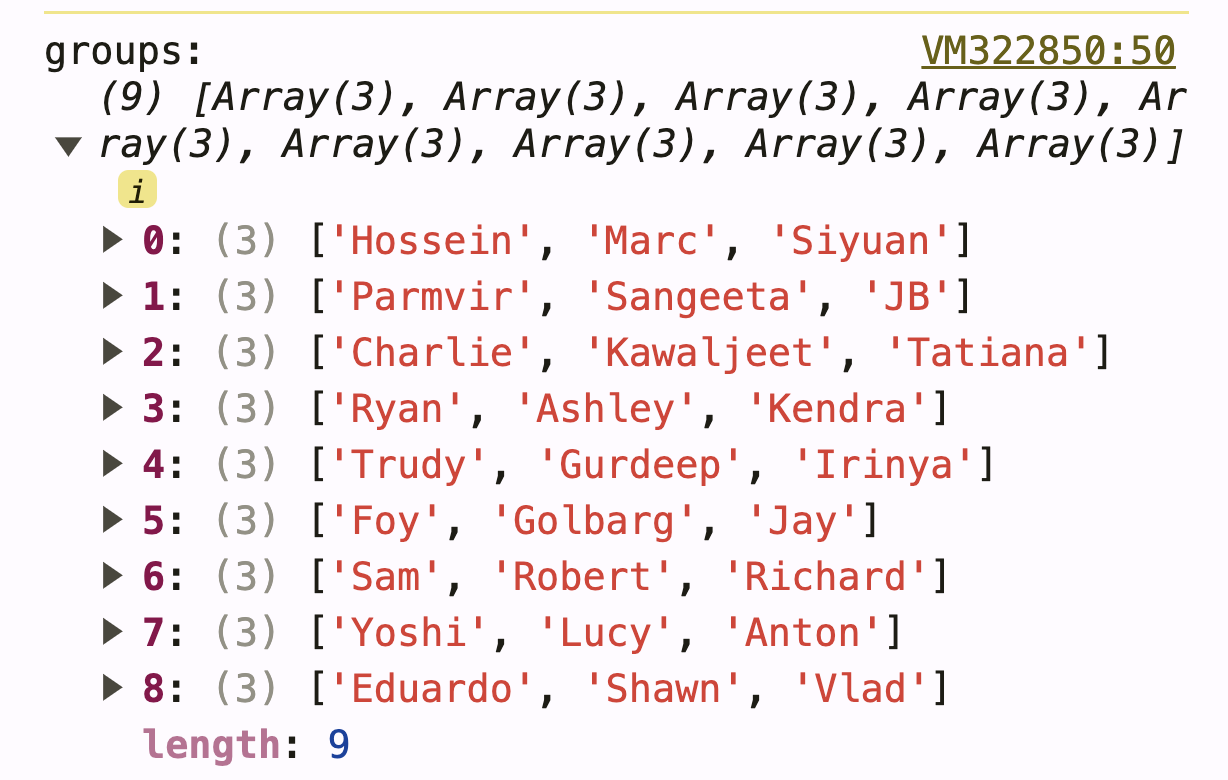 groups: VM322850:50
(9) [Array(3), Array(3), Array(3), Array(3), Ar
ray(3), Array(3), Array(3), Array(3), Array(3)]
i
0: (3) ['Hossein', 'Marc', 'Siyuan']
1: (3) ['Parmvir', 'Sangeeta', 'JB']
2: (3) ['Charlie', 'Kawaljeet', 'Tatiana']
3: (3) ['Ryan', 'Ashley', 'Kendra']
4: (3) ['Trudy', 'Gurdeep', 'Irinya']
5: (3) ['Foy', 'Golbarg', 'Jay']
6: (3) ['Sam', 'Robert', 'Richard']
7: (3) ['Yoshi', 'Lucy', 'Anton']
8: (3) ['Eduardo', 'Shawn', 'Vlad']
length: 9